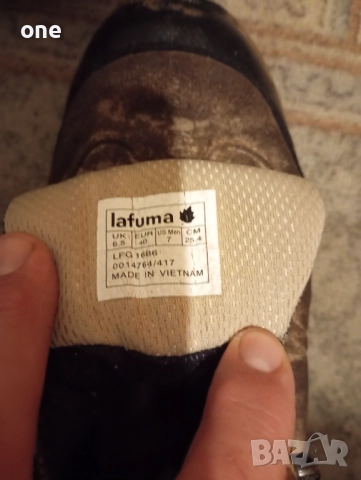 one
lafuma
UK EUR US Men CM
6.5 40 7 25.4
LFG 1686
0014764/417
MADE IN VIETNAM
BAZAR